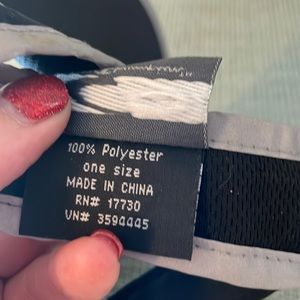 100% Polyester
one size
MADE IN CHINA
RN# 17730
VN# 3594445